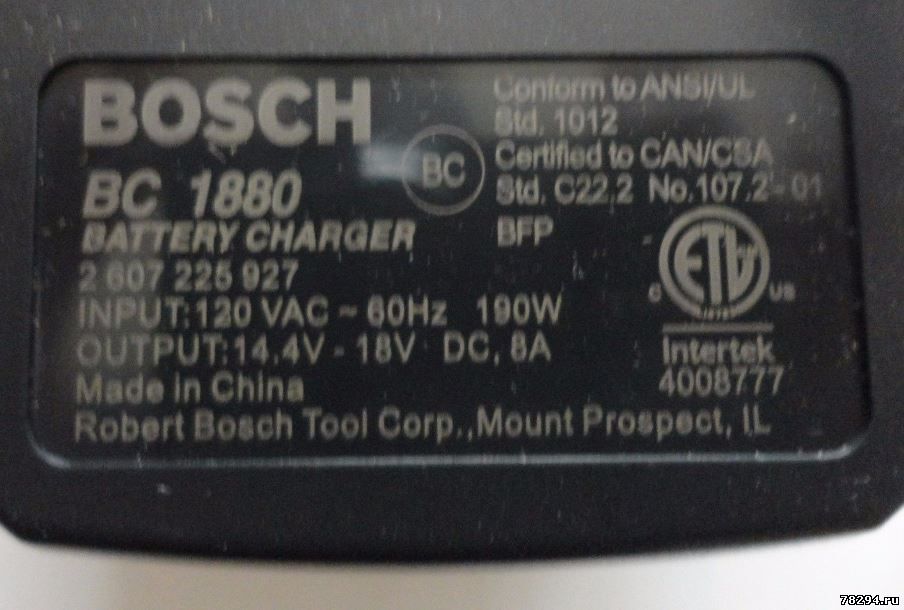 BOSCH
BC 1880
BATTERY CHARGER
2 607 225 927
INPUT:120 VAC ~ 60Hz 190W
OUTPUT:14.4V - 18V DC, 8A
Made in China
Robert Bosch Tool Corp.,Mount Prospect, IL
BC
Conform to ANSI/UL
Std. 1012
Certified to CAN/CSA
Std. C22.2 No.107.2 - 01
BFP
ETL
C US
Intertek
4008777
78294.ru